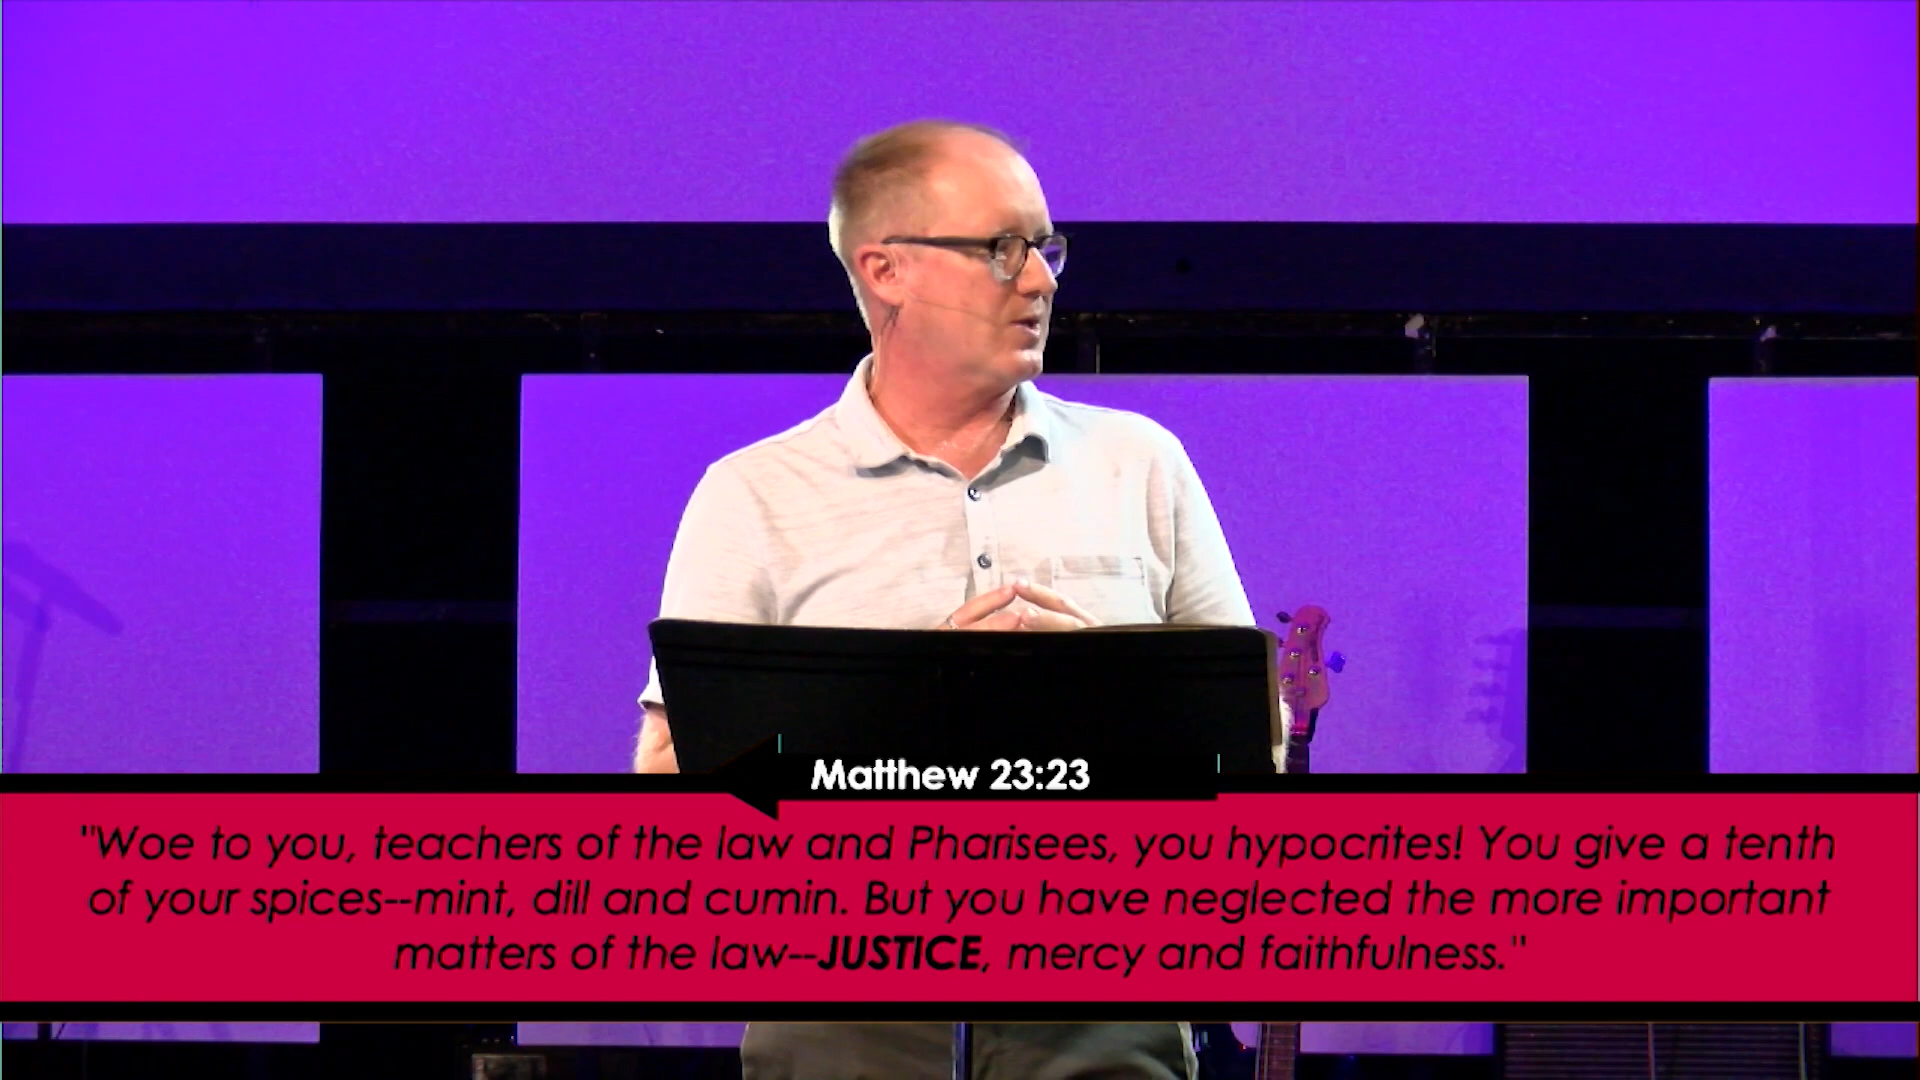 Matthew 23:23
"Woe to you, teachers of the law and Pharisees, you hypocrites! You give a tenth
of your spices--mint, dill and cumin. But you have neglected the more important
matters of the law--JUSTICE, mercy and faithfulness."